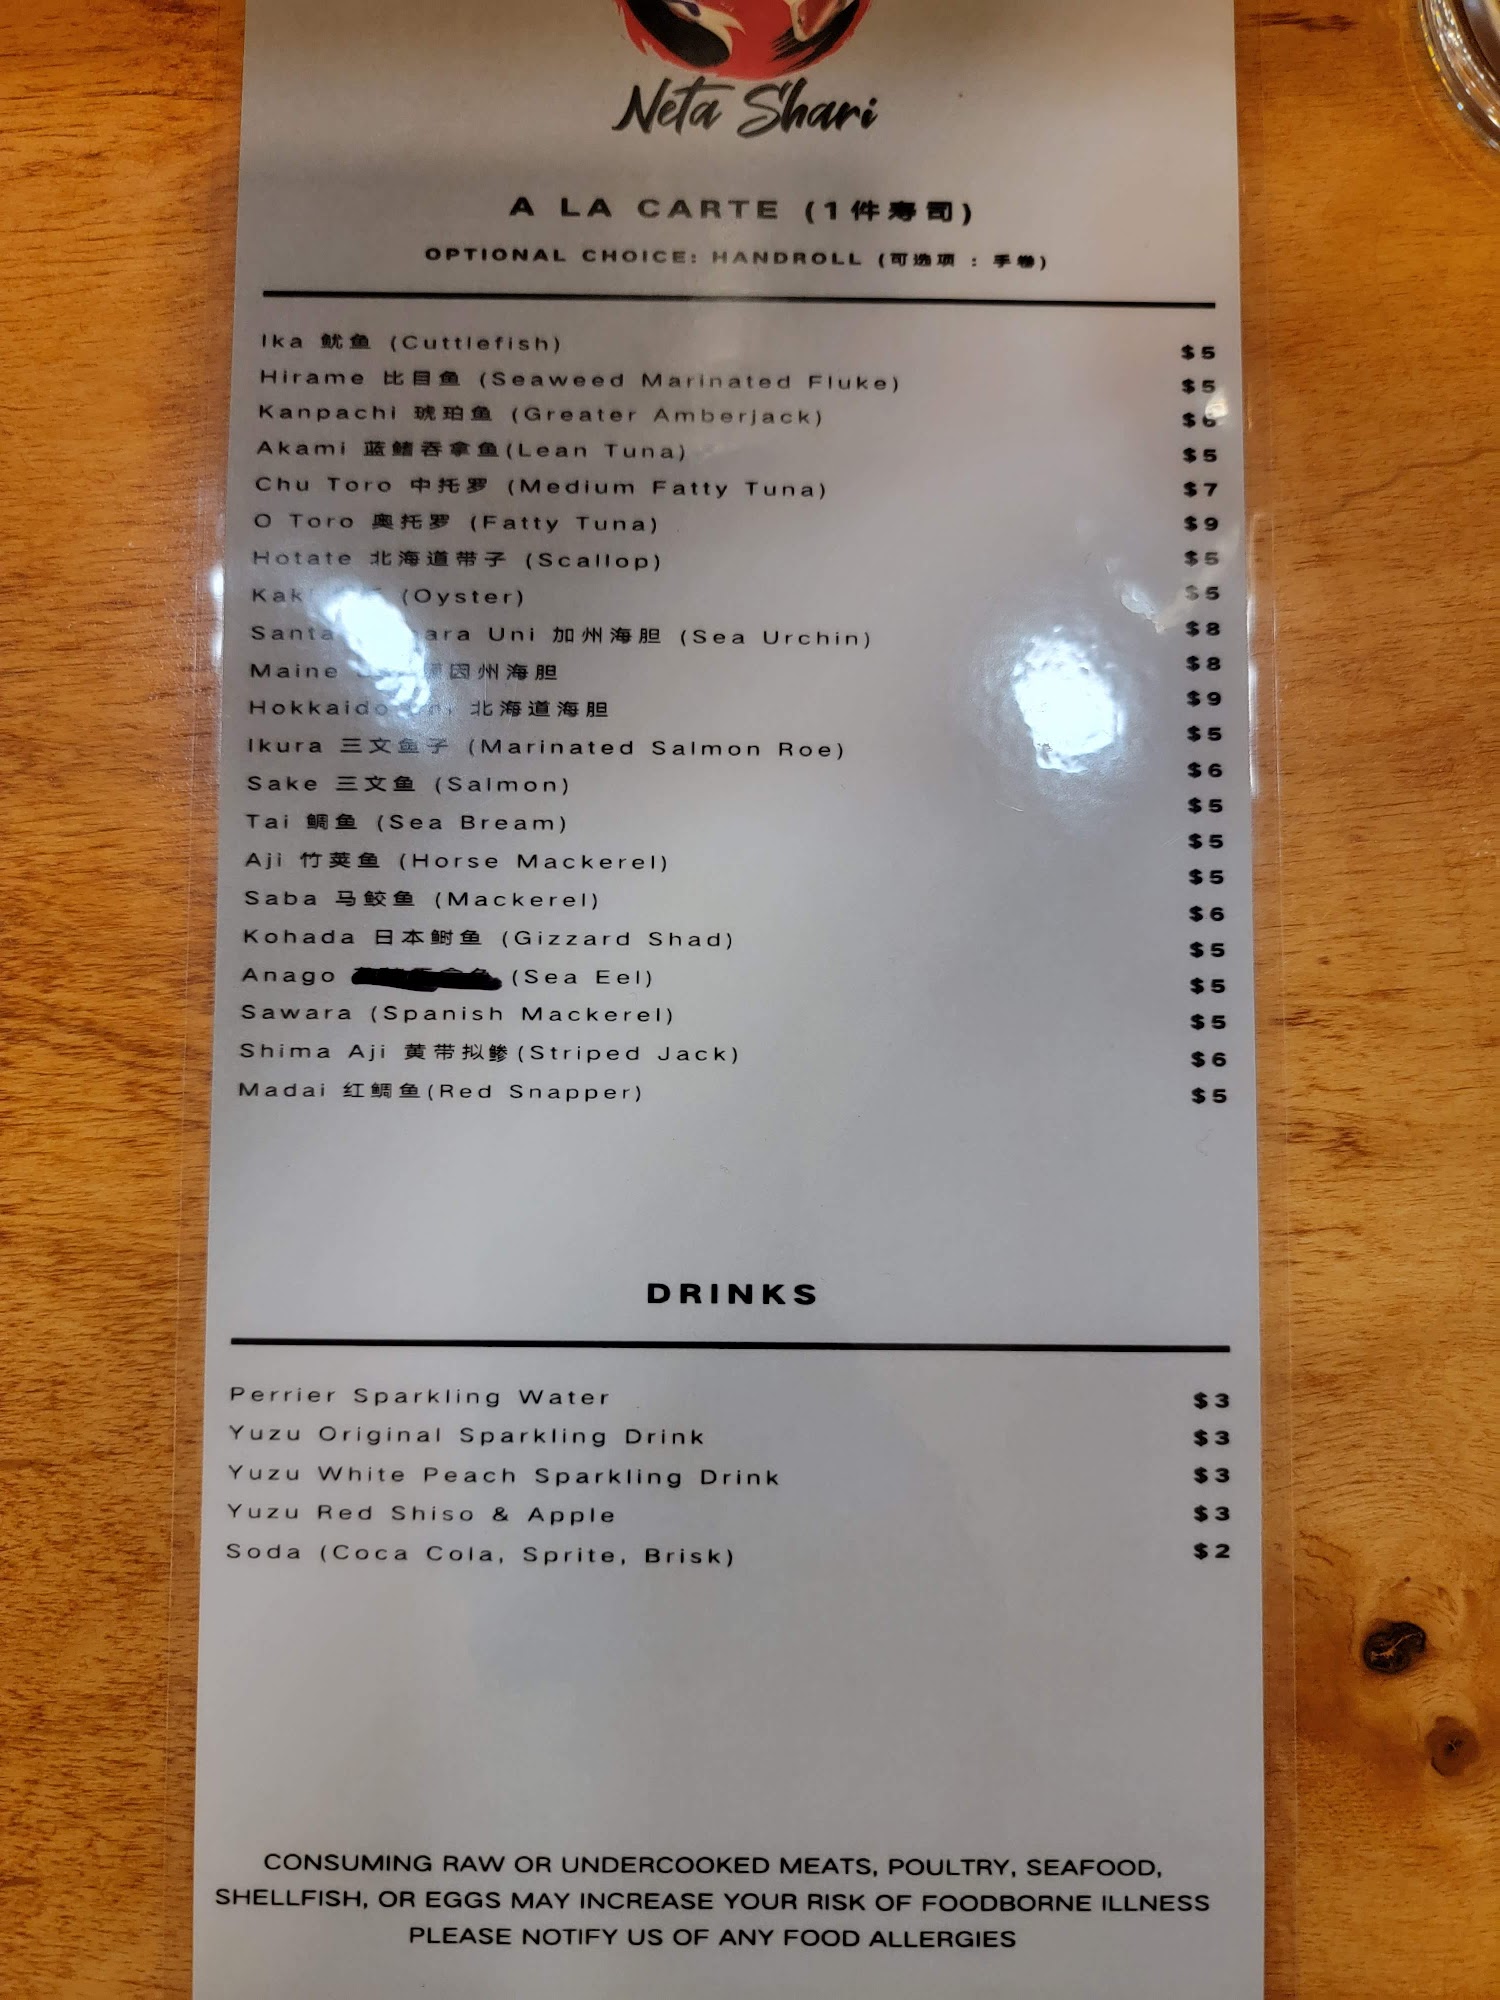 Neta Shari
A LA CARTE (1件寿司)
OPTIONAL CHOICE: HANDROLL (可选项 : 手卷)
Ika 鱿鱼 (Cuttlefish)
Hirame 比目鱼 (Seaweed Marinated Fluke)
Kanpachi 琥珀鱼 (Greater Amberjack)
Akami 蓝鳍吞拿鱼(Lean Tuna)
Chu Toro 中托罗 (Medium Fatty Tuna)
O Toro 奥托罗 (Fatty Tuna)
Hotate 北海道带子 (Scallop)
(Oyster)
Santa Uni 加州海胆 (Sea Urchin)
Maine 因州海胆
Hokkaido 北海道海胆
Ikura 三文鱼子 (Marinated Salmon Roe)
Sake 三文鱼 (Salmon)
Tai 鲷鱼 (Sea Bream)
Aji 竹荚鱼 (Horse Mackerel)
Saba 马鲛鱼 (Mackerel)
Kohada 日本鲥鱼 (Gizzard Shad)
Anago (Sea Eel)
Sawara (Spanish Mackerel)
Shima Aji 黄带拟鲹(Striped Jack)
Madai 红鲷鱼(Red Snapper)
$5
$5
$6
$5
$7
$9
$5
$5
$8
$8
$9
$5
$6
$5
$5
$5
$6
$5
$5
$5
$6
$5
DRINKS
Perrier Sparkling Water $3
Yuzu Original Sparkling Drink $3
Yuzu White Peach Sparkling Drink $3
Yuzu Red Shiso & Apple $3
Soda (Coca Cola, Sprite, Brisk) $2
CONSUMING RAW OR UNDERCOOKED MEATS, POULTRY, SEAFOOD,
SHELLFISH, OR EGGS MAY INCREASE YOUR RISK OF FOODBORNE ILLNESS
PLEASE NOTIFY US OF ANY FOOD ALLERGIES